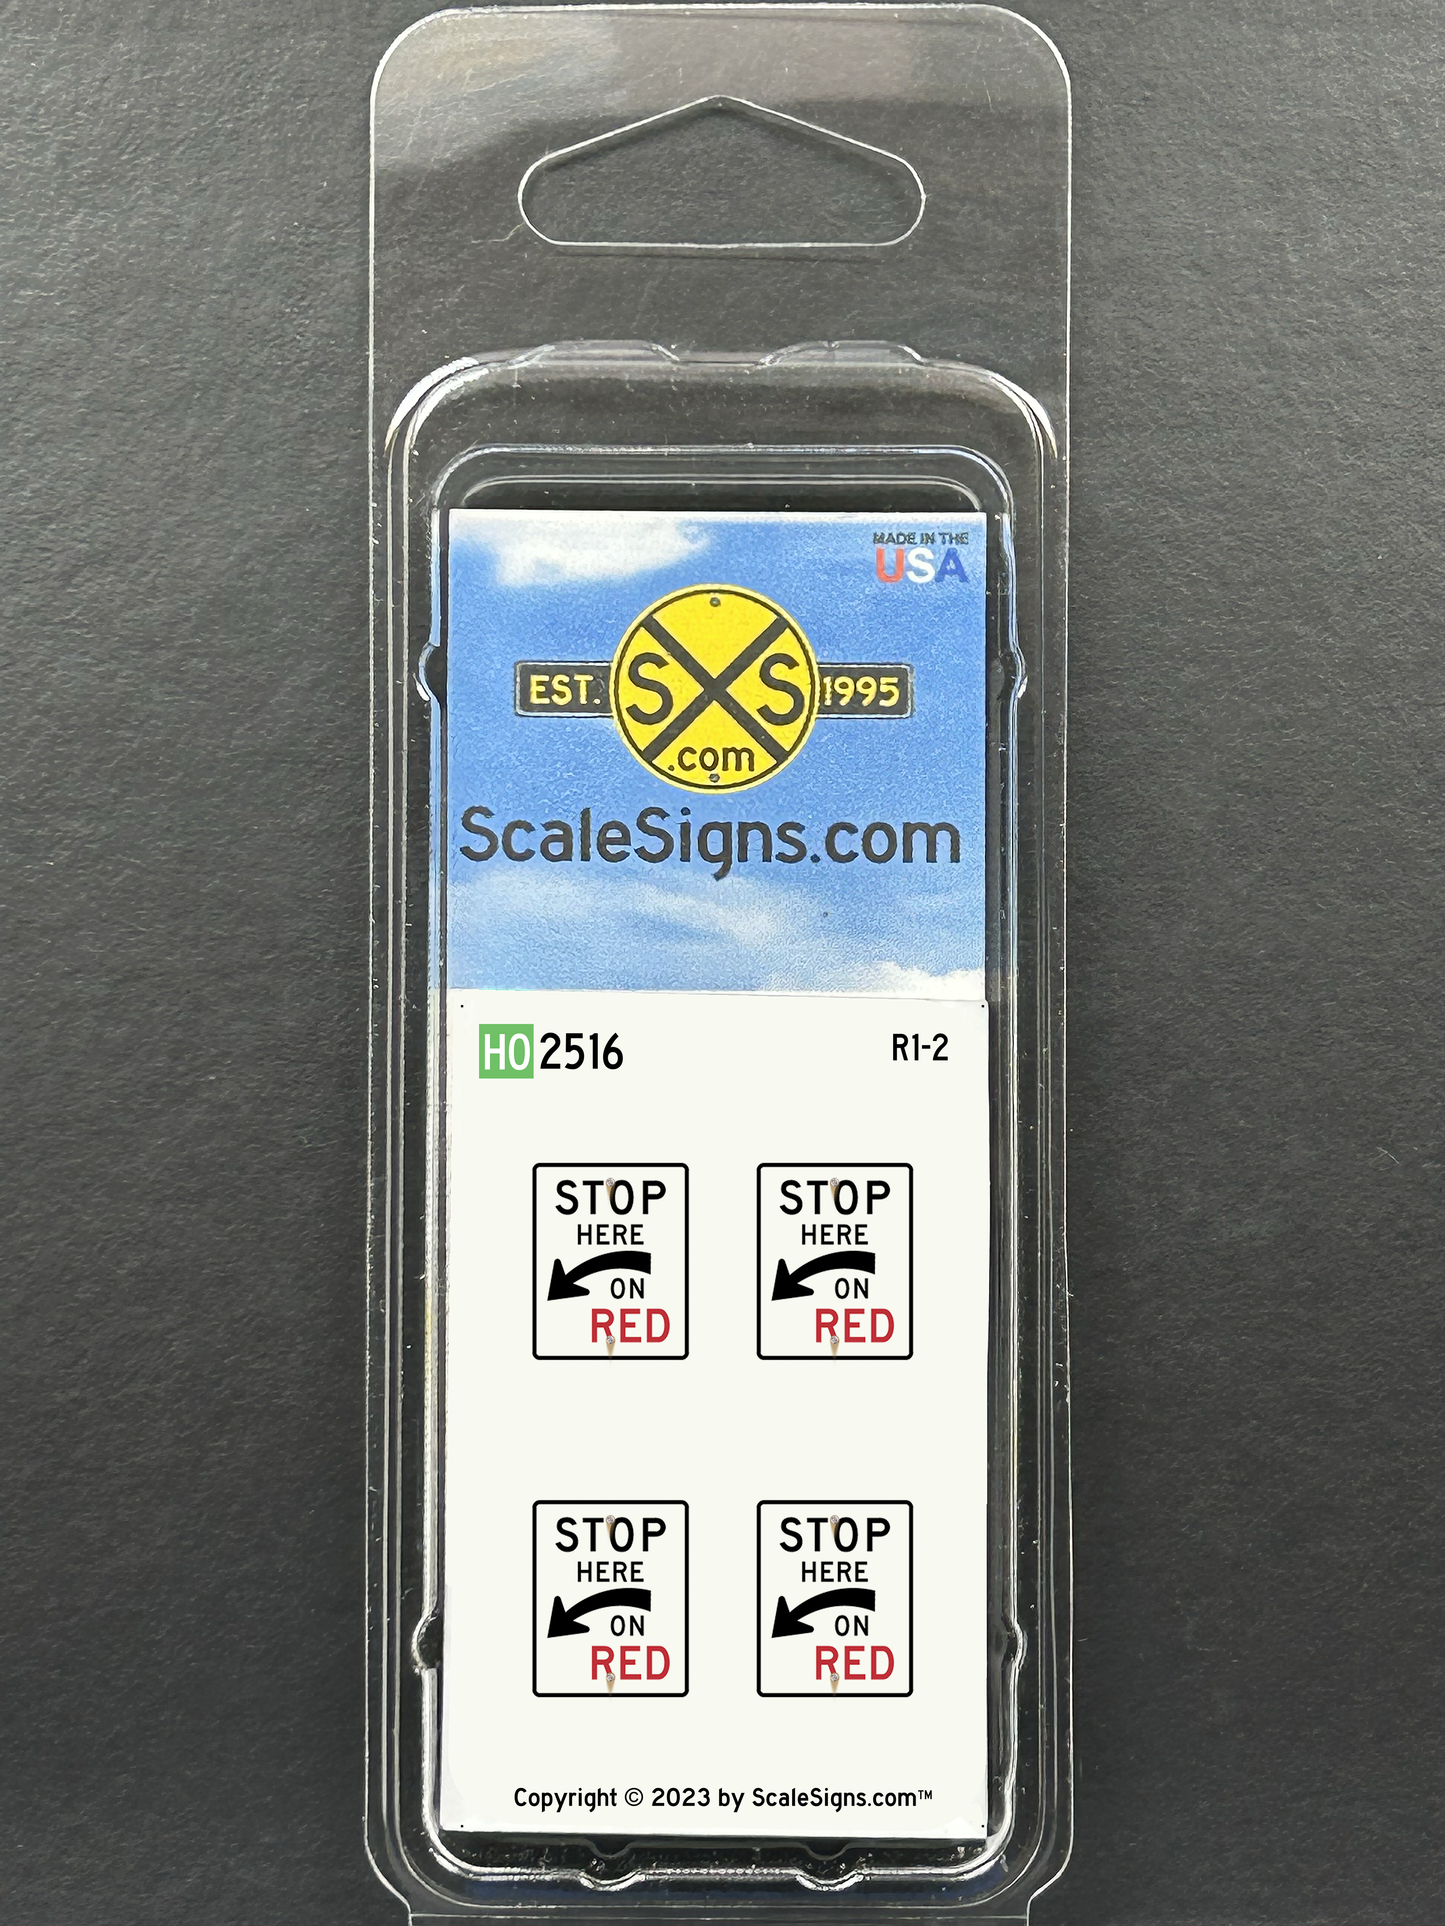 MADE IN THE
USA
EST. S S 1995
.com
ScaleSigns.com
HO 2516 R1-2
STOP STOP
HERE HERE
ON ON
RED RED
STOP STOP
HERE HERE
ON ON
RED RED
Copyright © 2023 by ScaleSigns.com™